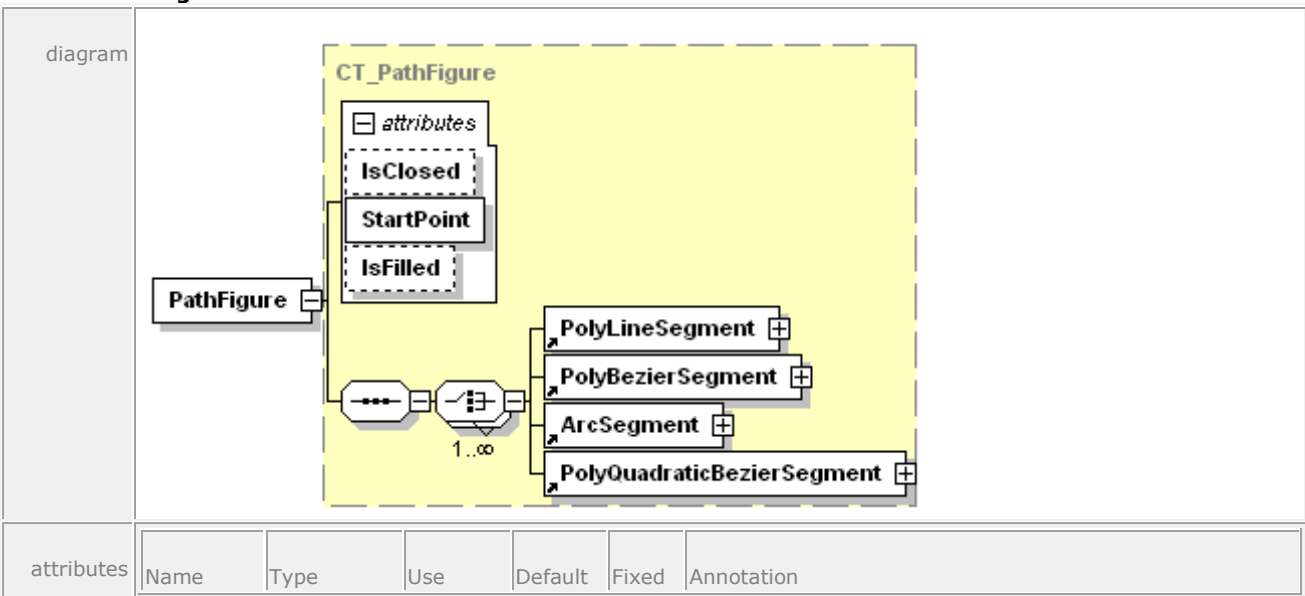 diagram
CT_PathFigure
attributes
IsClosed
StartPoint
IsFilled
PathFigure
PolyLineSegment
PolyBezierSegment
ArcSegment
PolyQuadraticBezierSegment
1..∞
attributes Name Type Use Default Fixed Annotation